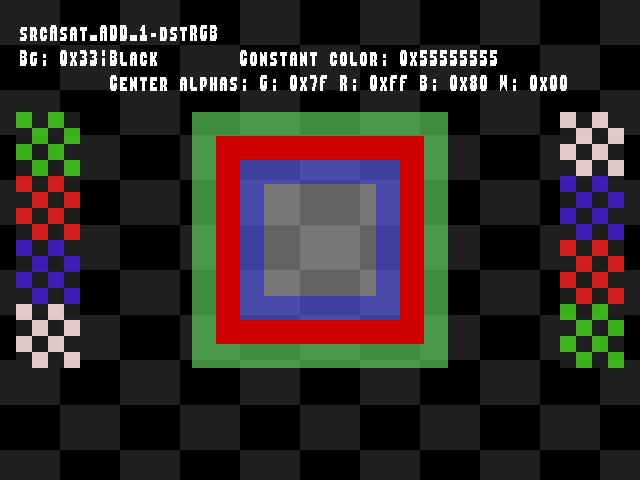 srcAsat_ADD_1-dstRGB
Bg: 0x33¦Black Constant color: 0x55555555
Center alphas: G: 0x7f R: 0xff B: 0x80 W: 0x00